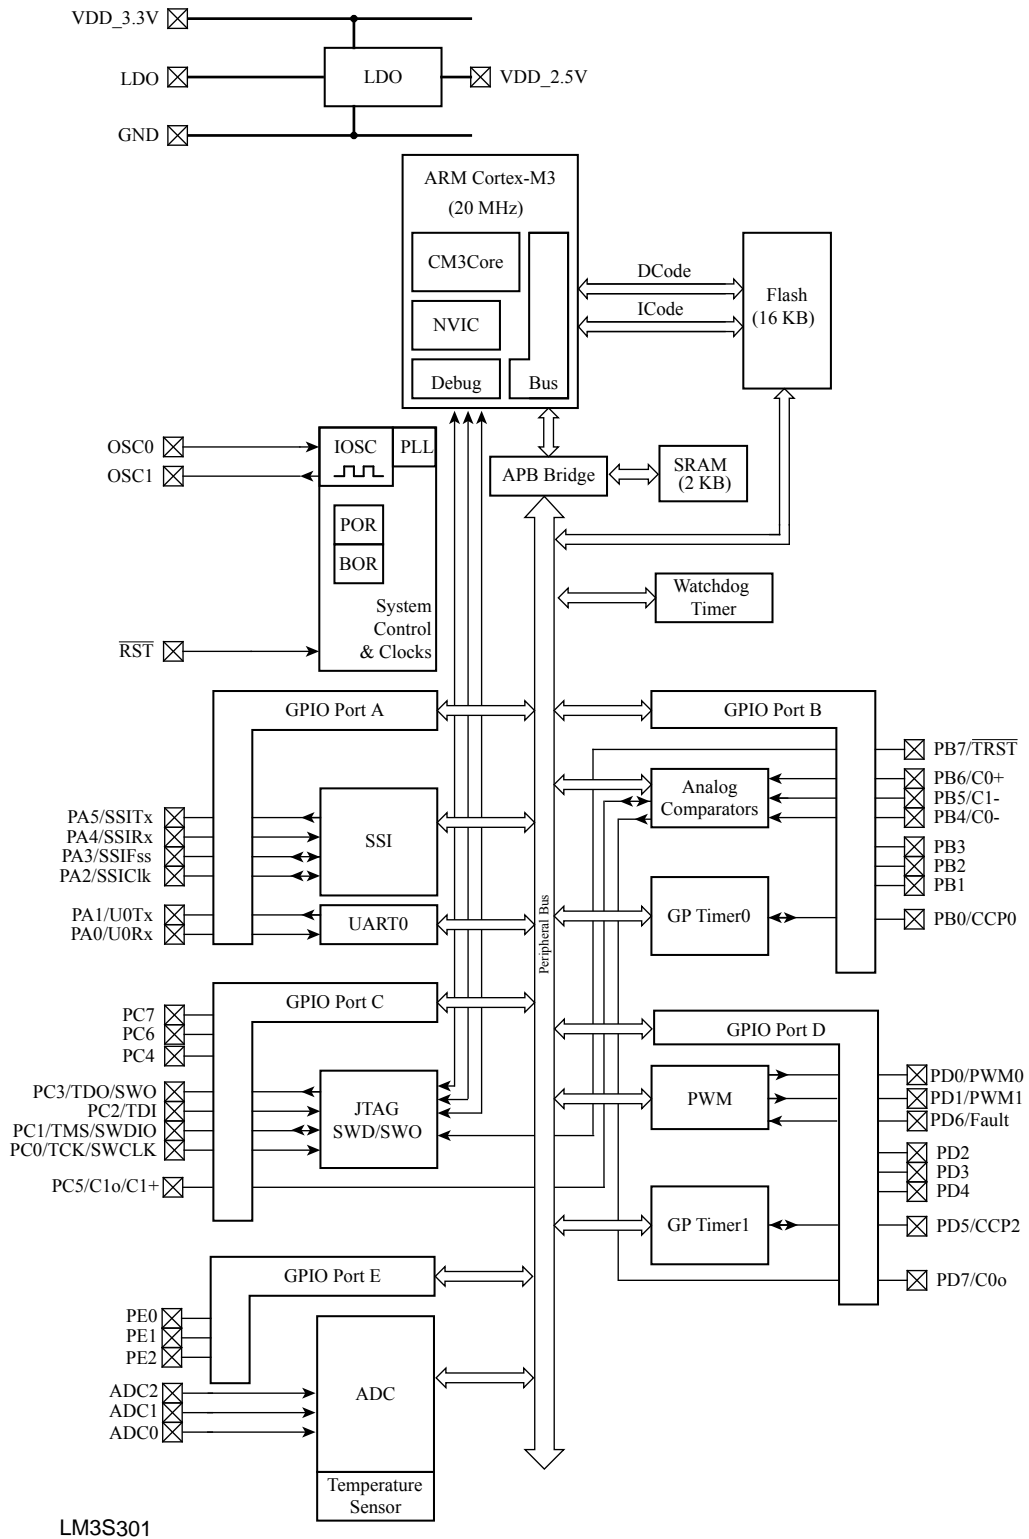 VDD_3.3V
LDO
LDO
VDD_2.5V
GND
ARM Cortex-M3
(20 MHz)
CM3Core
NVIC
Debug
Bus
DCode
ICode
Flash
(16 KB)
OSC0
OSC1
IOSC
PLL
POR
BOR
System
Control
& Clocks
RST
APB Bridge
SRAM
(2 KB)
Watchdog
Timer
GPIO Port A
PA5/SSITx
PA4/SSIRx
PA3/SSIFss
PA2/SSIClk
SSI
PA1/U0Tx
PA0/U0Rx
UART0
Peripheral Bus
GPIO Port B
PB7/TRST
Analog
Comparators
PB6/C0+
PB5/C1-
PB4/C0-
PB3
PB2
PB1
GP Timer0
PB0/CCP0
GPIO Port C
PC7
PC6
PC4
PC3/TDO/SWO
PC2/TDI
PC1/TMS/SWDIO
PC0/TCK/SWCLK
JTAG
SWD/SWO
PC5/C1o/C1+
GPIO Port D
PWM
PD0/PWM0
PD1/PWM1
PD6/Fault
PD2
PD3
PD4
GP Timer1
PD5/CCP2
PD7/C0o
GPIO Port E
PE0
PE1
PE2
ADC2
ADC1
ADC0
ADC
Temperature
Sensor
LM3S301